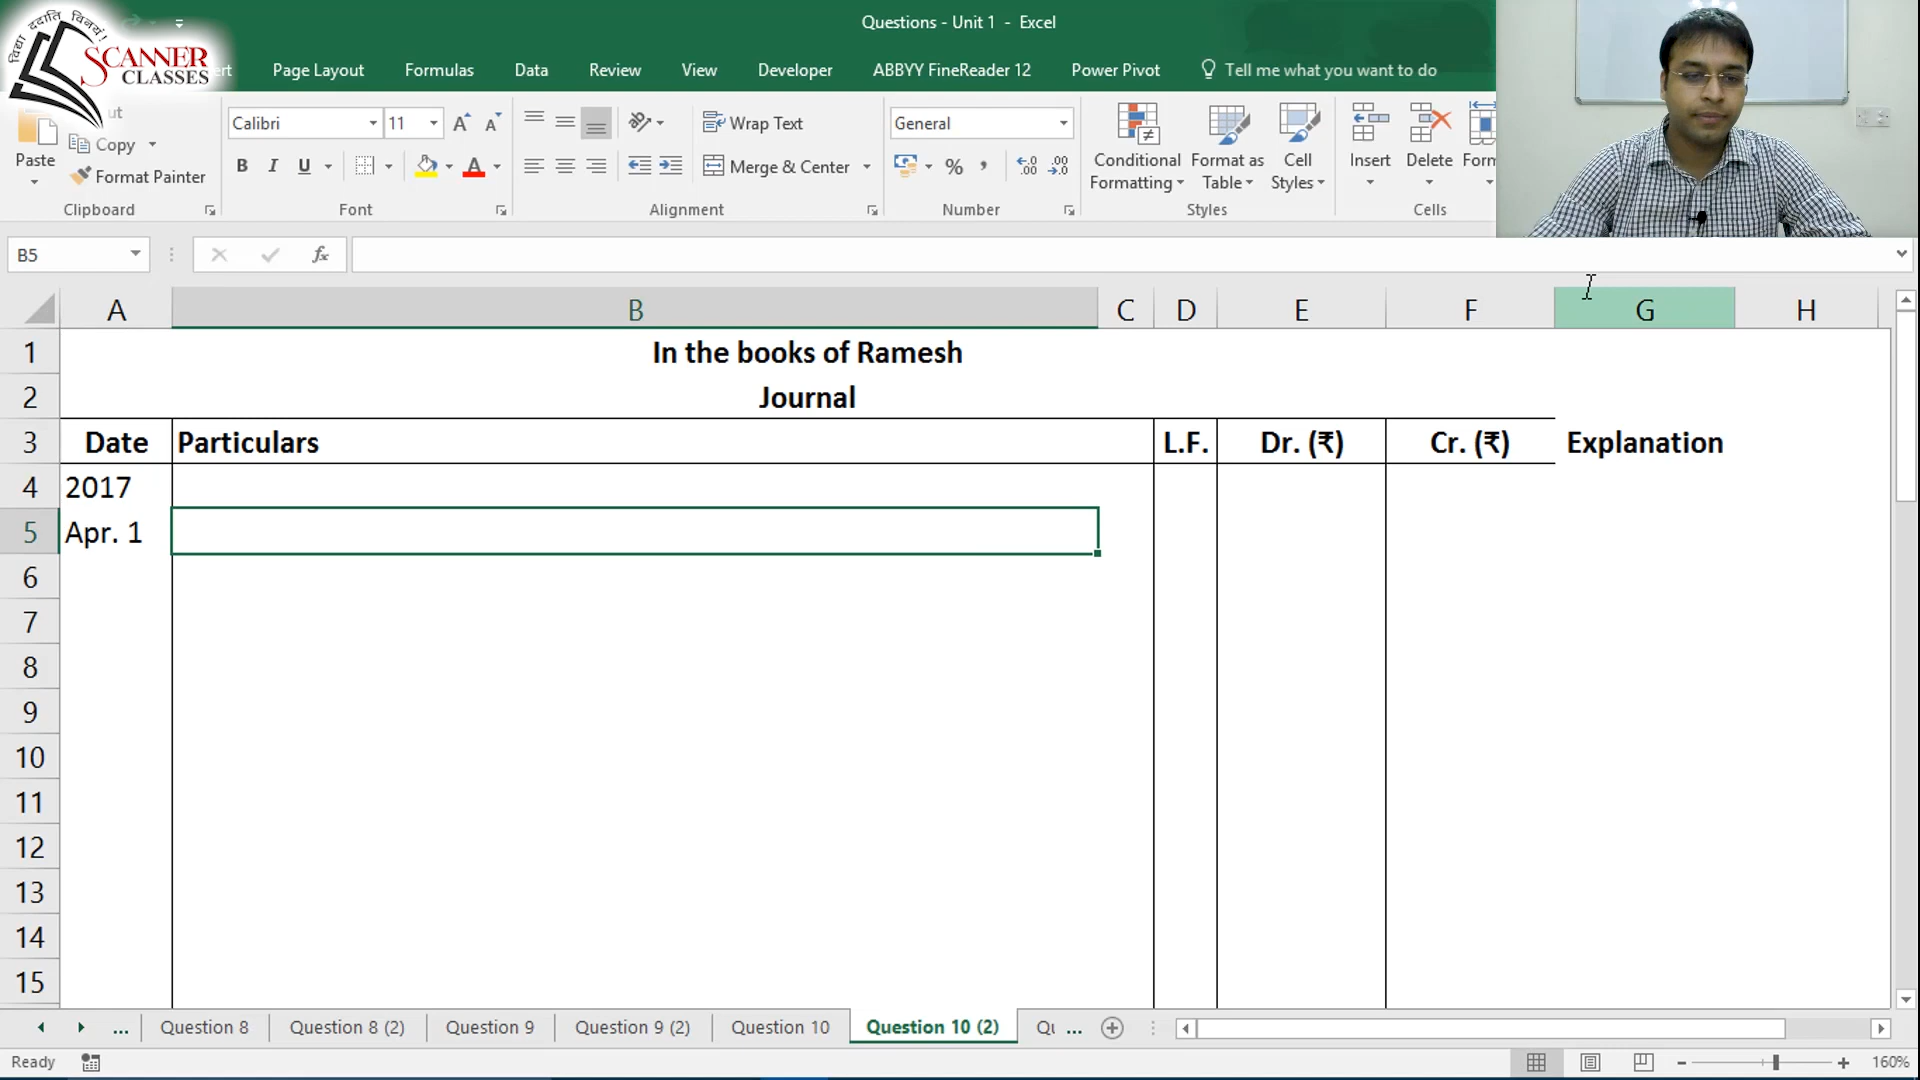 विद्या ददाति विनयं!
SCANNER
CLASSES
Questions - Unit 1 - Excel
Page Layout
Formulas
Data
Review
View
Developer
ABBYY FineReader 12
Power Pivot
Tell me what you want to do
Paste
Copy
Format Painter
Clipboard
Calibri
11
B I U
A
Font
Wrap Text
Merge & Center
Alignment
General
%
Number
Conditional
Formatting
Format as
Table
Cell
Styles
Styles
Insert
Delete
Form
Cells
B5
fx
A B C D E F G H
1 In the books of Ramesh
2 Journal
3 Date Particulars L.F. Dr. (₹) Cr. (₹) Explanation
4 2017
5 Apr. 1
6
7
8
9
10
11
12
13
14
15
... Question 8 Question 8 (2) Question 9 Question 9 (2) Question 10 Question 10 (2) Qu ...
Ready
160%